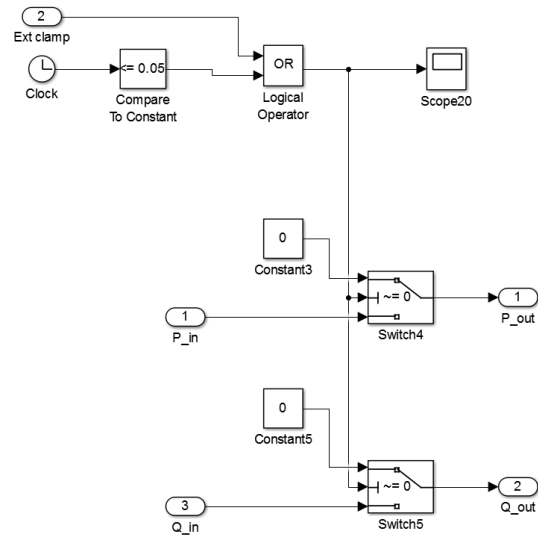 2
Ext clamp
Clock
<= 0.05
Compare
To Constant
OR
Logical
Operator
Scope20
0
Constant3
1
P_in
~= 0
Switch4
1
P_out
0
Constant5
3
Q_in
~= 0
Switch5
2
Q_out